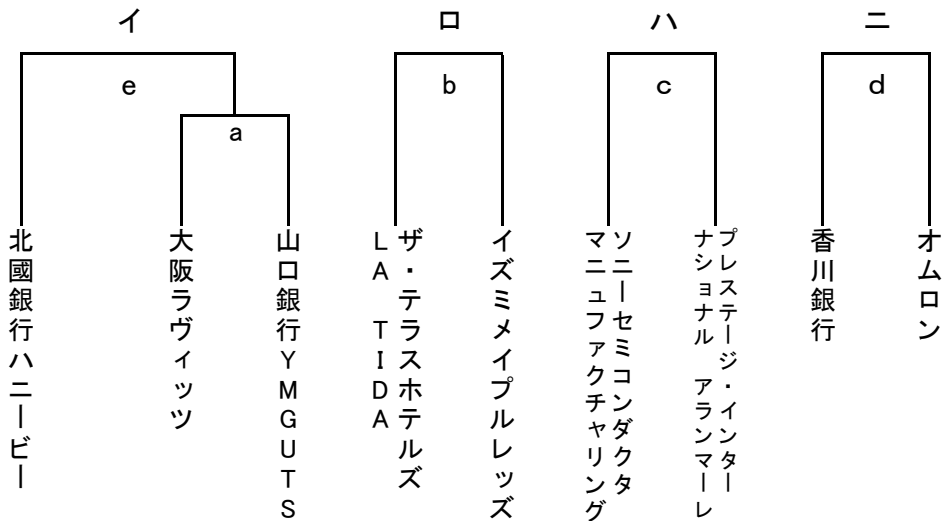 イ
ロ
ハ
ニ
e
b
c
d
a
北國銀行ハニービー
大阪ラヴィッツ
山口銀行YMGUTS
ザ・テラスホテルズ
LA TIDA
イズミメイプルレッズ
ソニーセミコンダクタ
マニュファクチャリング
プレステージ・インター
ナショナル アランマーレ
香川銀行
オムロン